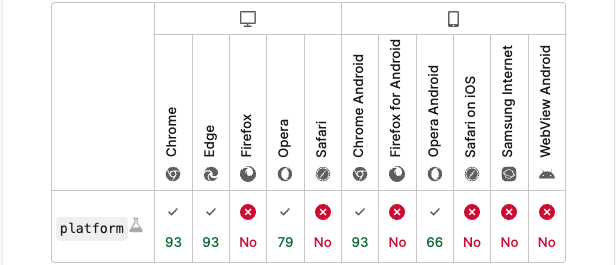 Chrome
Edge
Firefox
Opera
Safari
Chrome Android
Firefox for Android
Opera Android
Safari on iOS
Samsung Internet
WebView Android
platform
93 93 No 79 No 93 No 66 No No No